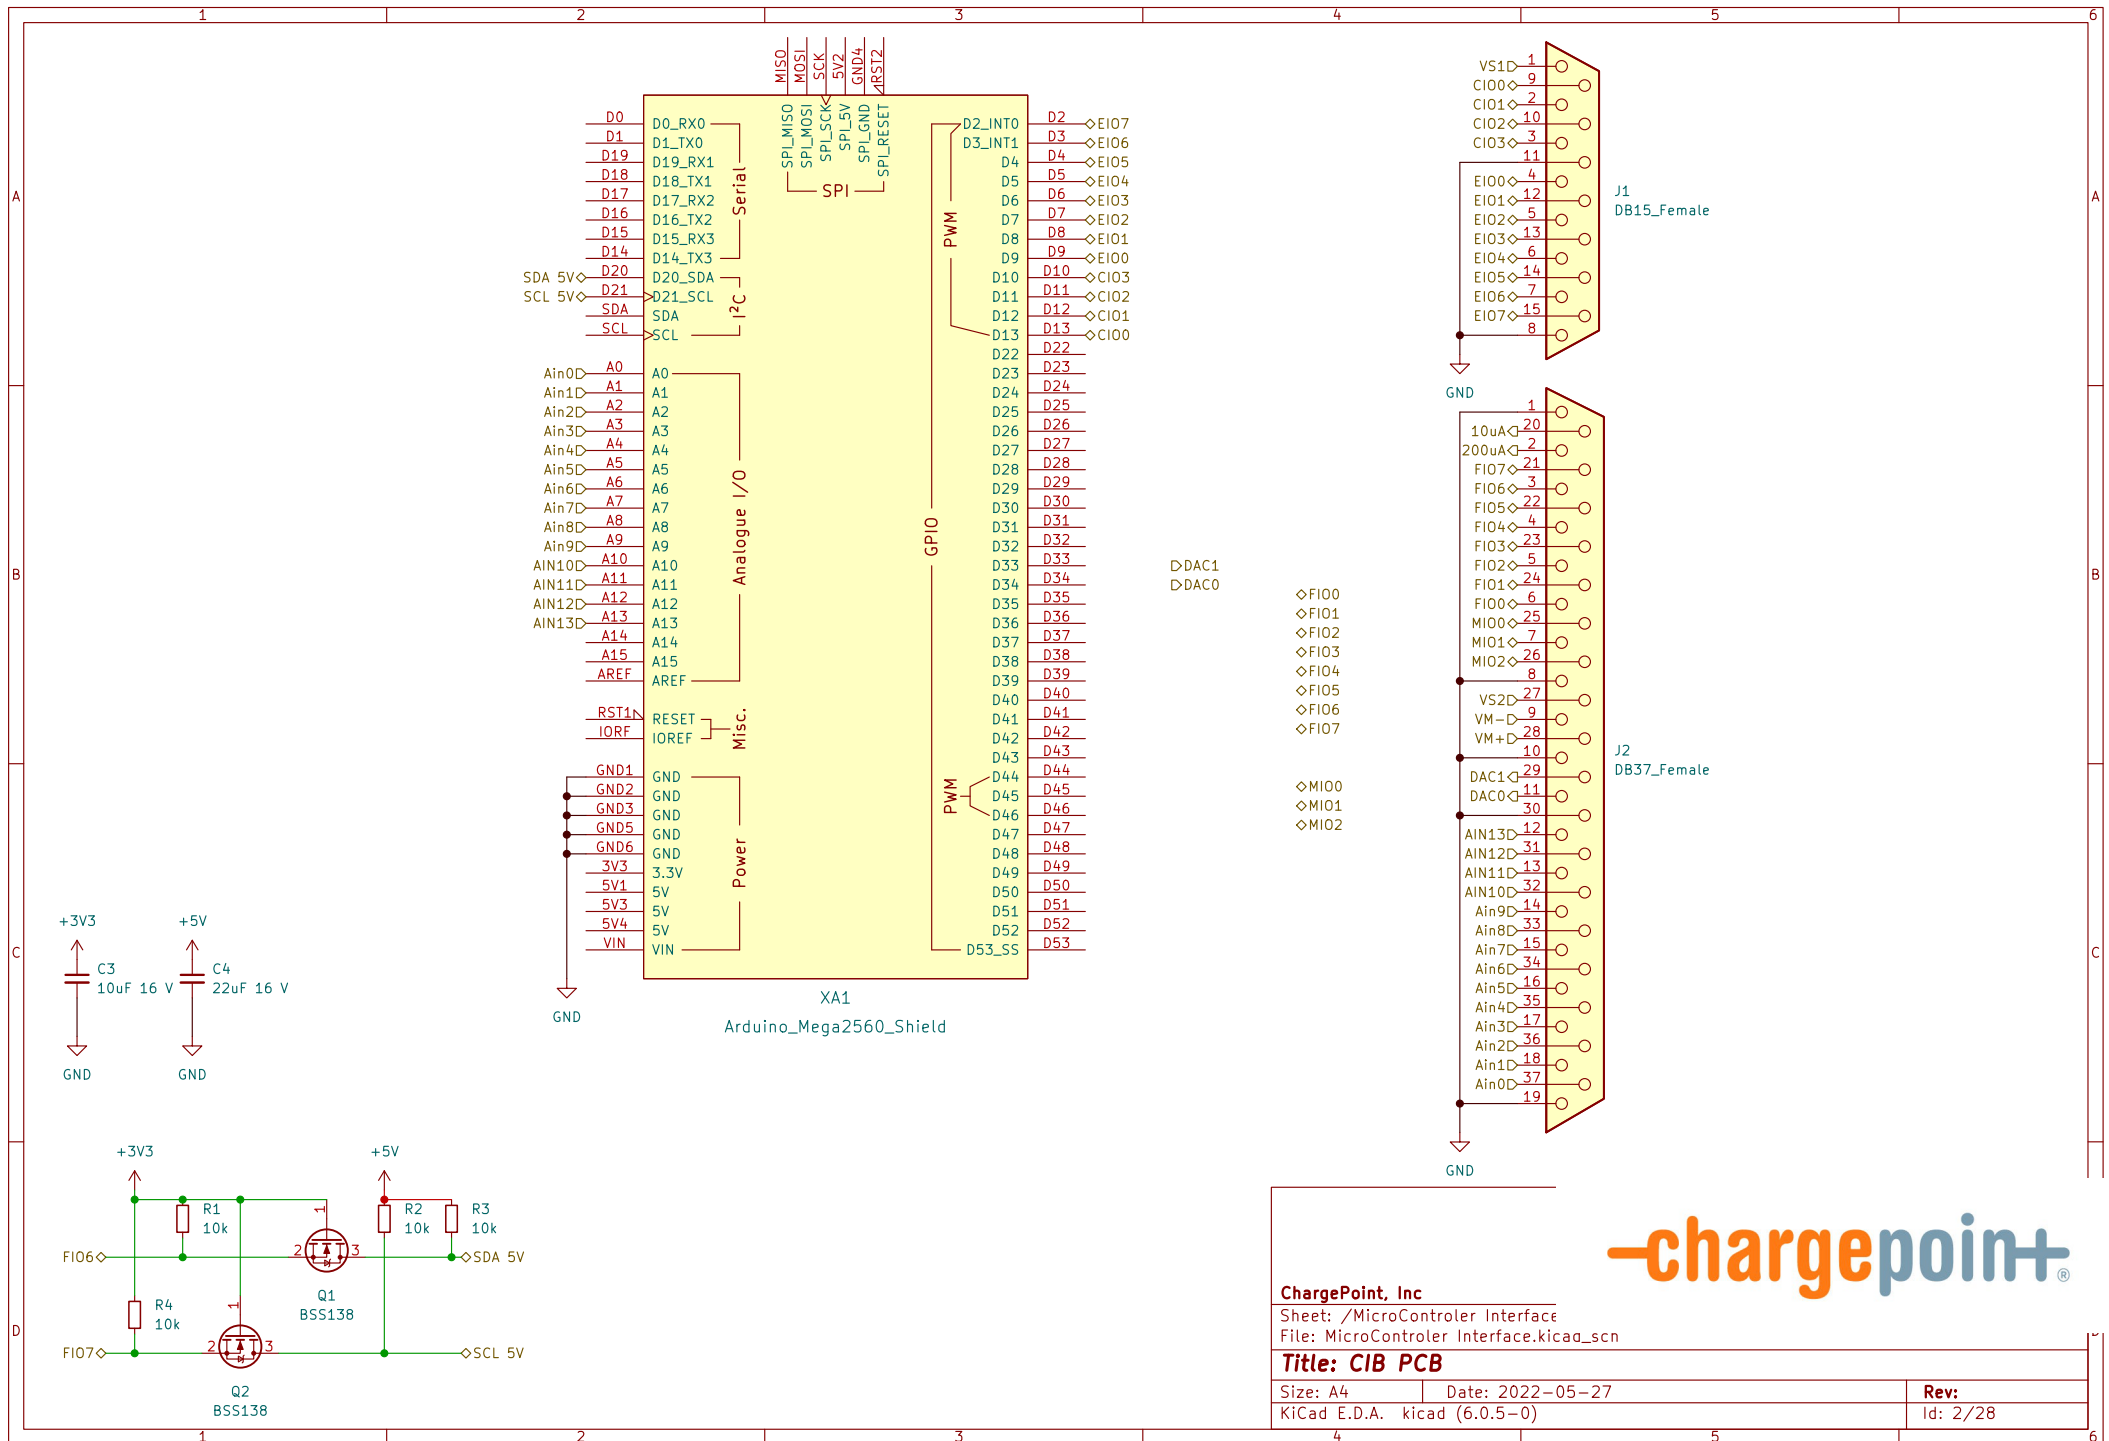 1 2 3 4 5 6
A
B
C
D
MISO
MOSI
SCK
5V2
GND4
RST2
SPI_MISO
SPI_MOSI
SPI_SCK
SPI_5V
SPI_GND
SPI_RESET
SPI
D0 D0_RX0
D1 D1_TX0
D19 D19_RX1
D18 D18_TX1
D17 D17_RX2
D16 D16_TX2
D15 D15_RX3
D14 D14_TX3
Serial
SDA 5V D20 D20_SDA
SCL 5V D21 D21_SCL
SDA SDA
SCL SCL
I²C
Ain0 A0 A0
Ain1 A1 A1
Ain2 A2 A2
Ain3 A3 A3
Ain4 A4 A4
Ain5 A5 A5
Ain6 A6 A6
Ain7 A7 A7
Ain8 A8 A8
Ain9 A9 A9
AIN10 A10 A10
AIN11 A11 A11
AIN12 A12 A12
AIN13 A13 A13
A14 A14
A15 A15
AREF AREF
Analogue I/O
RST1 RESET
IORF IOREF
Misc.
GND1 GND
GND2 GND
GND3 GND
GND5 GND
GND6 GND
3V3 3.3V
5V1 5V
5V3 5V
5V4 5V
VIN VIN
Power
GND
D2_INT0 D2 EIO7
D3_INT1 D3 EIO6
D4 D4 EIO5
D5 D5 EIO4
D6 D6 EIO3
D7 D7 EIO2
D8 D8 EIO1
D9 D9 EIO0
D10 D10 CIO3
D11 D11 CIO2
D12 D12 CIO1
D13 D13 CIO0
PWM
D22 D22
D23 D23
D24 D24
D25 D25
D26 D26
D27 D27
D28 D28
D29 D29
D30 D30
D31 D31
D32 D32
D33 D33
D34 D34
D35 D35
D36 D36
D37 D37
D38 D38
D39 D39
D40 D40
D41 D41
D42 D42
D43 D43
D44 D44
D45 D45
D46 D46
D47 D47
D48 D48
D49 D49
D50 D50
D51 D51
D52 D52
D53_SS D53
GPIO
PWM
XA1
Arduino_Mega2560_Shield
DAC1
DAC0
FIO0
FIO1
FIO2
FIO3
FIO4
FIO5
FIO6
FIO7
MIO0
MIO1
MIO2
VS1 1
CIO0 9
CIO1 2
CIO2 10
CIO3 3
11
EIO0 4
EIO1 12
EIO2 5
EIO3 13
EIO4 6
EIO5 14
EIO6 7
EIO7 15
8
GND
J1
DB15_Female
1
10uA 20
200uA 2
FIO7 21
FIO6 3
FIO5 22
FIO4 4
FIO3 23
FIO2 5
FIO1 24
FIO0 6
MIO0 25
MIO1 7
MIO2 26
8
VS2 27
VM- 9
VM+ 28
10
DAC1 29
DAC0 11
30
AIN13 12
AIN12 31
AIN11 13
AIN10 32
Ain9 14
Ain8 33
Ain7 15
Ain6 34
Ain5 16
Ain4 35
Ain3 17
Ain2 36
Ain1 18
Ain0 37
19
GND
J2
DB37_Female
+3V3
C3
10uF 16 V
GND
+5V
C4
22uF 16 V
GND
+3V3
+5V
R1
10k
R2
10k
R3
10k
1
FIO6 2 3 SDA 5V
Q1
BSS138
R4
10k
1
FIO7 2 3 SCL 5V
Q2
BSS138
chargepoint®
ChargePoint, Inc
Sheet: /MicroControler Interface
File: MicroControler Interface.kicad_sch
Title: CIB PCB
Size: A4 Date: 2022-05-27 Rev:
KiCad E.D.A. kicad (6.0.5-0) Id: 2/28
1 2 3 4 5 6
A
B
C